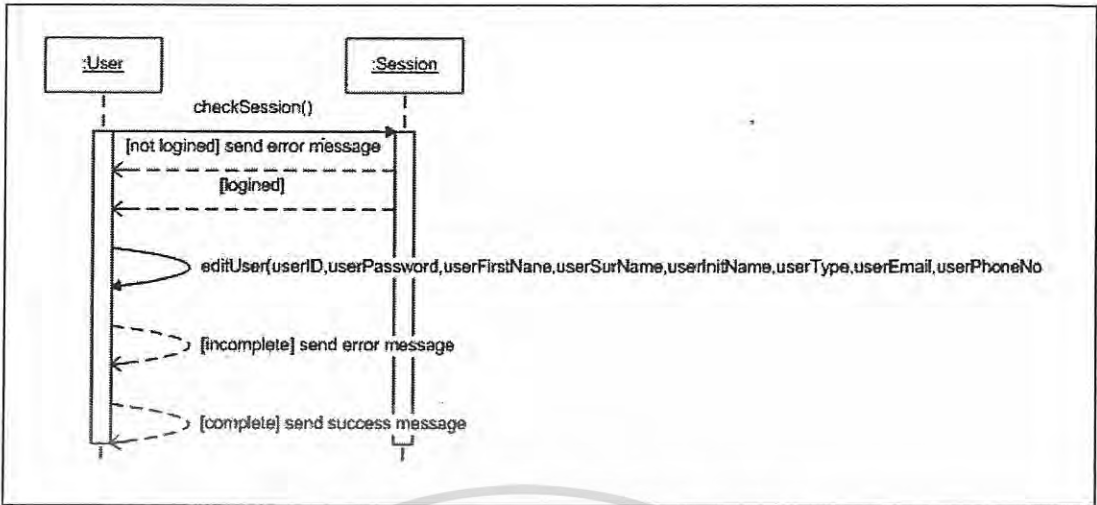 :User
:Session
checkSession()
[not logined] send error message
[logined]
editUser(userID,userPassword,userFirstNane,userSurName,userInitName,userType,userEmail,userPhoneNo
[incomplete] send error message
[complete] send success message